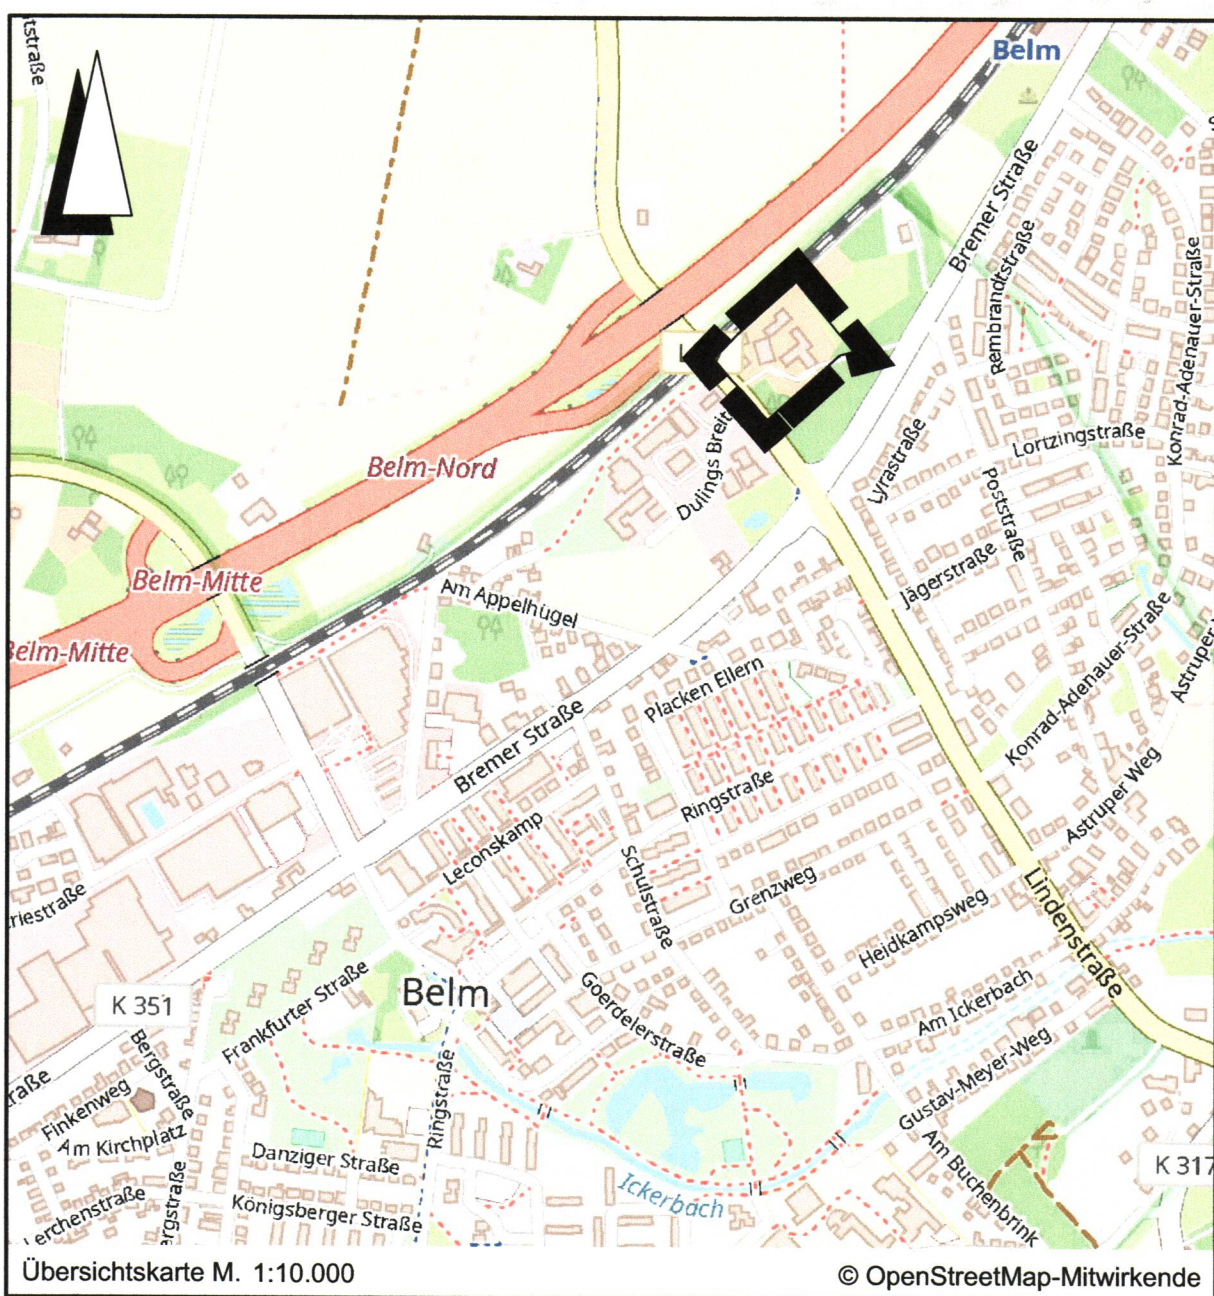 Belm
Bremer Straße
Rembrandtstraße
Konrad-Adenauer-Straße
Lortzingstraße
Lyrastraße
Poststraße
Jägerstraße
Belm-Nord
Duling's Breite
Belm-Mitte
Belm-Mitte
Am Appelhügel
Placken Ellern
Konrad-Adenauer-Straße
Astruper
Bremer Straße
Ringstraße
Astruper Weg
Leconskamp
Schulstraße
Grenzweg
Heidkampsweg
Lindenstraße
Belm
K 351
Frankfurter Straße
Goerdelerstraße
Am Ickerbach
Gustav-Meyer-Weg
Bergstraße
Finkenweg
Am Kirchplatz
Ringstraße
Danziger Straße
Am Buchenbrink
K 317
Ickerbach
Königsberger Straße
Lerchenstraße
Übersichtskarte M. 1:10.000
© OpenStreetMap-Mitwirkende